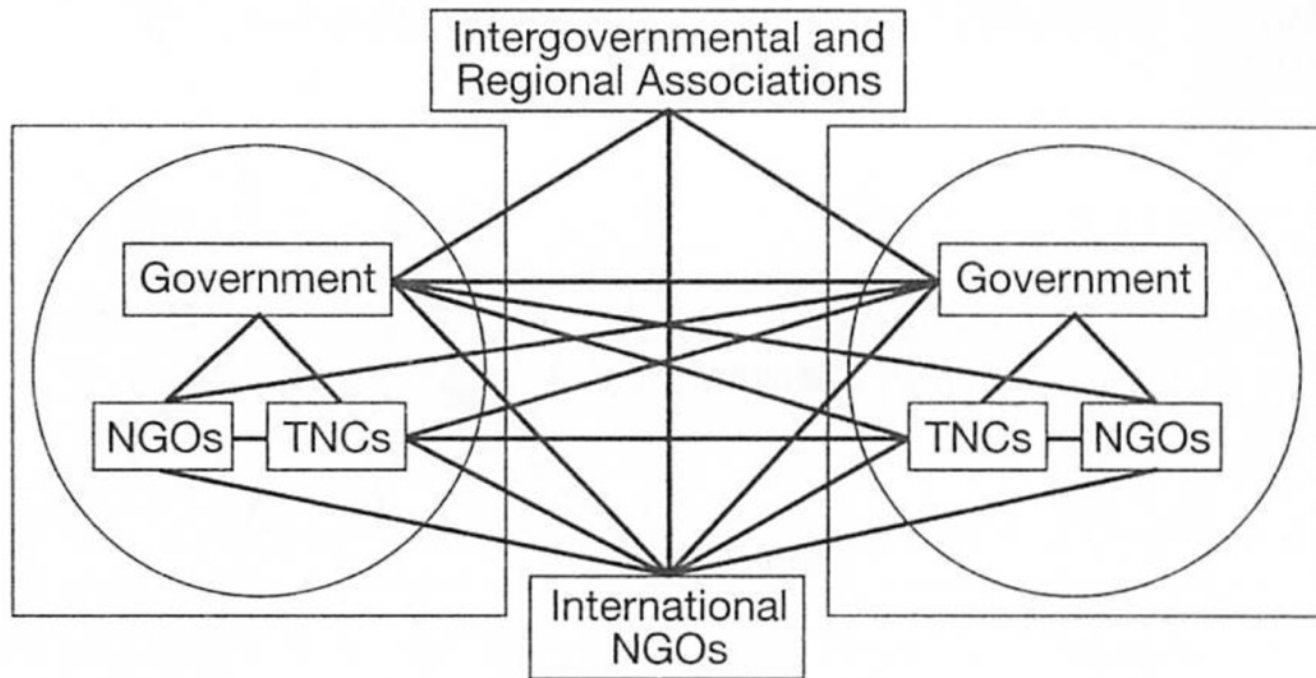 Intergovernmental and
Regional Associations
Government
Government
NGOs
TNCs
TNCs
NGOs
International
NGOs